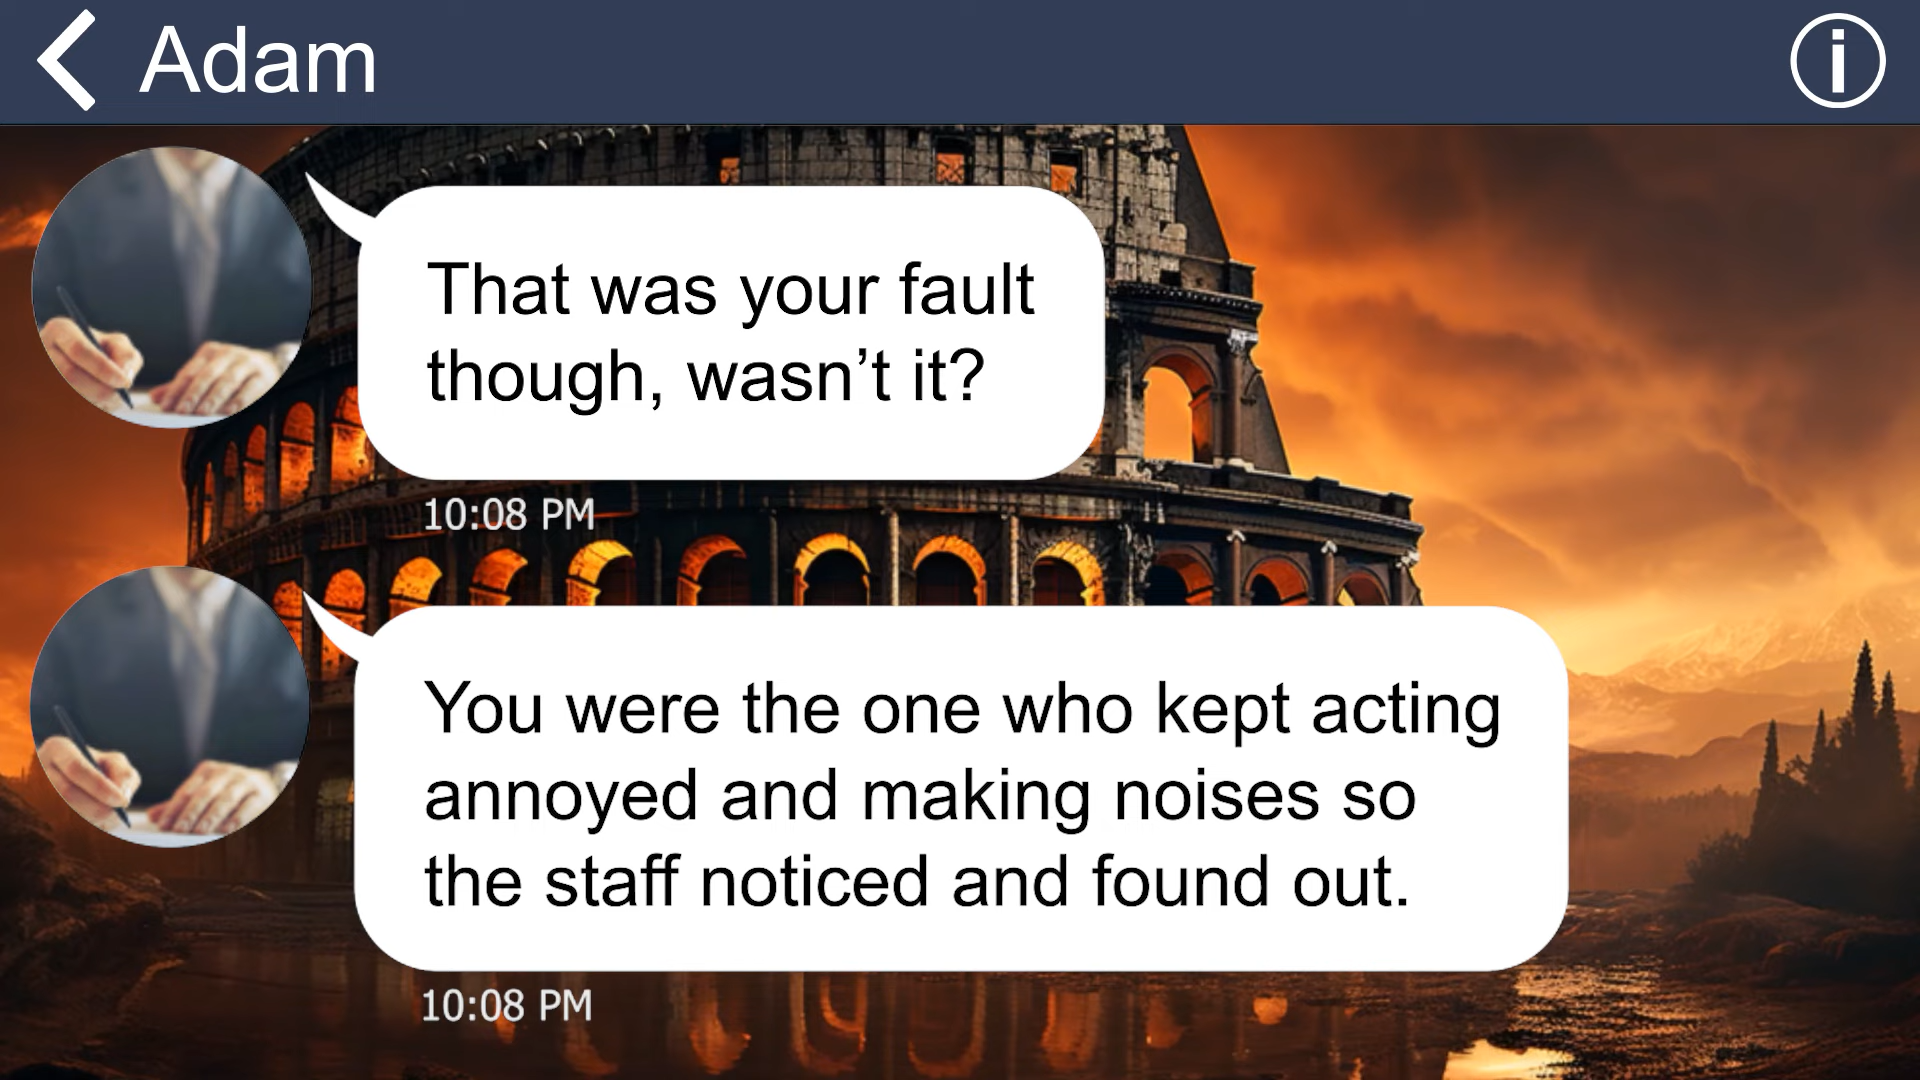 Adam
That was your fault
though, wasn’t it?
10:08 PM
You were the one who kept acting
annoyed and making noises so
the staff noticed and found out.
10:08 PM